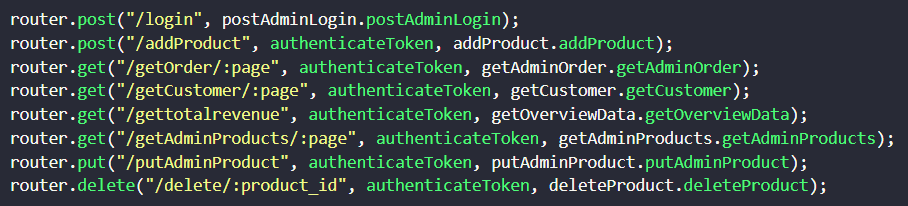 router.post("/login", postAdminLogin.postAdminLogin);
router.post("/addProduct", authenticateToken, addProduct.addProduct);
router.get("/getOrder/:page", authenticateToken, getAdminOrder.getAdminOrder);
router.get("/getCustomer/:page", authenticateToken, getCustomer.getCustomer);
router.get("/gettotalrevenue", authenticateToken, getOverviewData.getOverviewData);
router.get("/getAdminProducts/:page", authenticateToken, getAdminProducts.getAdminProducts);
router.put("/putAdminProduct", authenticateToken, putAdminProduct.putAdminProduct);
router.delete("/delete/:product_id", authenticateToken, deleteProduct.deleteProduct);